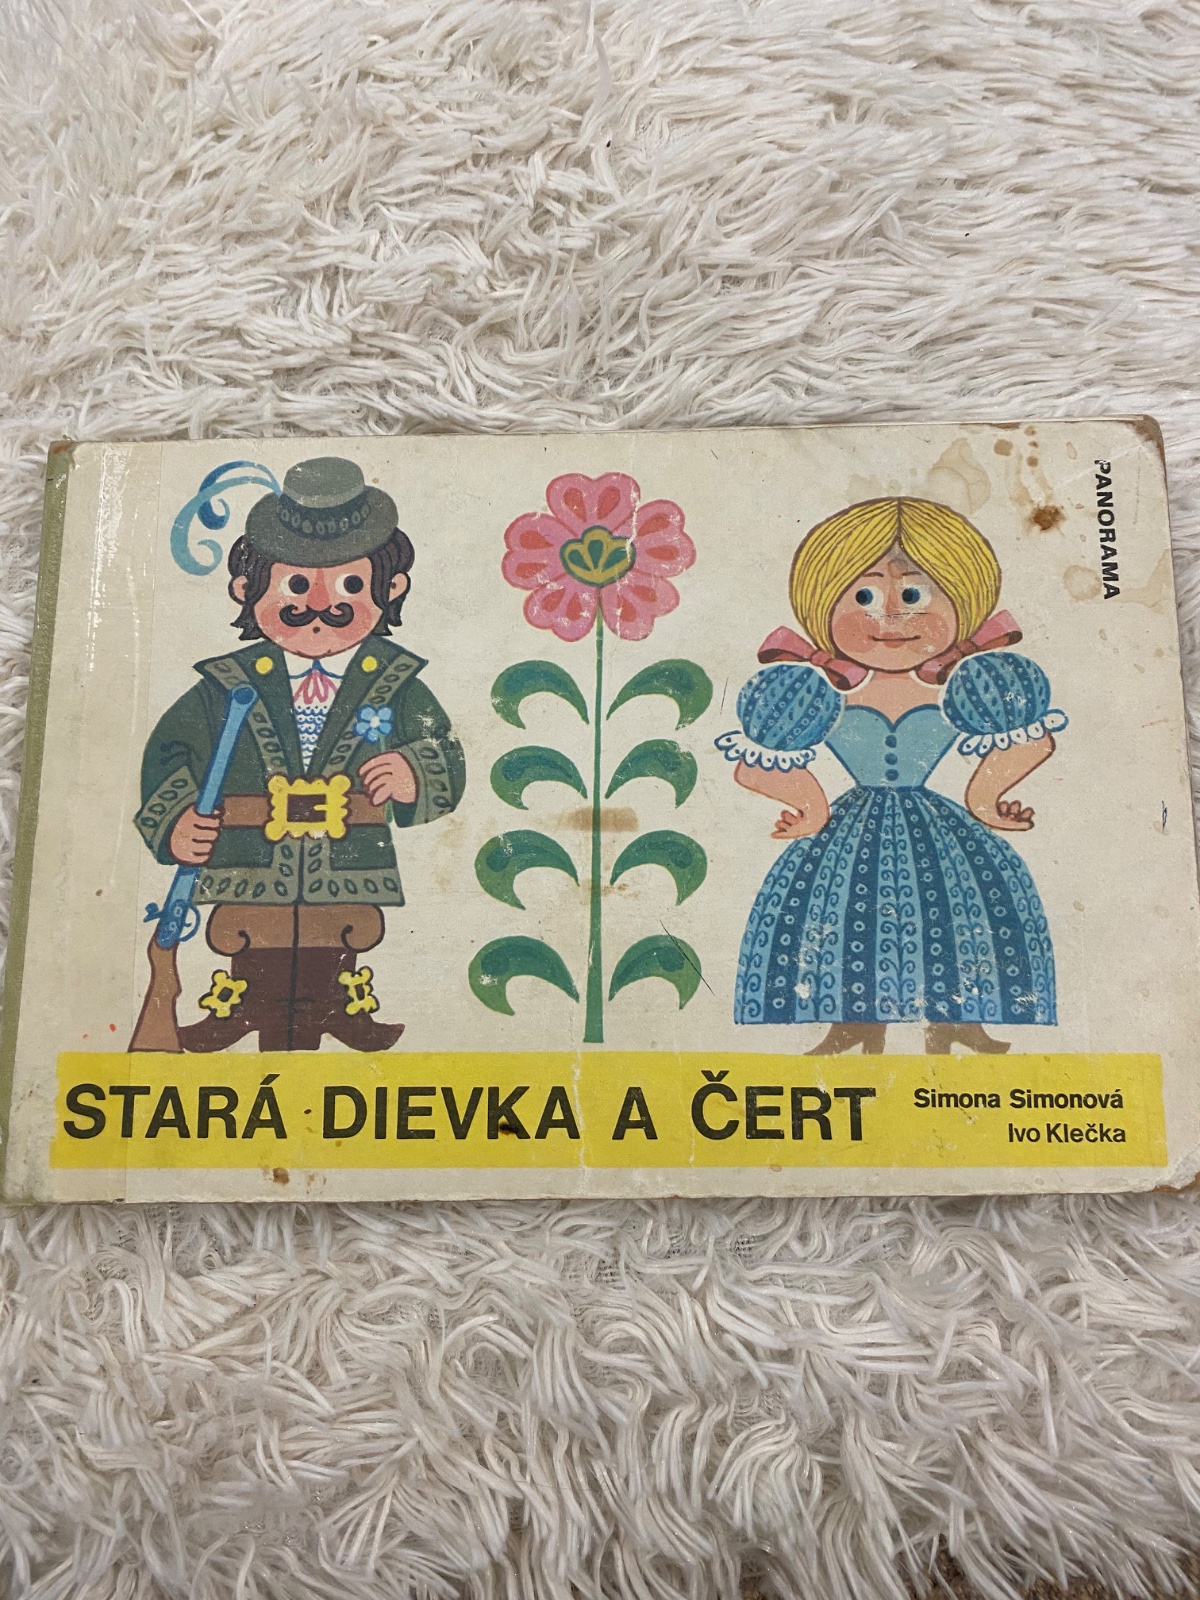 PANORAMA
STARÁ DIEVKA A ČERT
Simona Simonová
Ivo Klečka